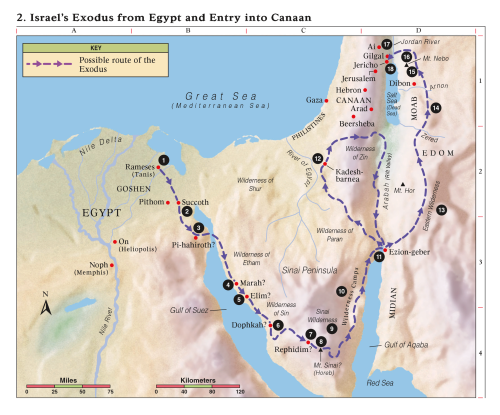 2. Israel's Exodus from Egypt and Entry into Canaan
A B C D
KEY
Possible route of the
Exodus
Great Sea
(Mediterranean Sea)
Ai
17
Jordan River
Gilgal
16
Mt. Nebo
Jericho
18
15
1
Jerusalem
Dibon
Hebron
Arnon
Gaza
CANAAN
Salt
Sea
(Dead
Sea)
MOAB
Arad
14
Beersheba
PHILISTINES
Nile Delta
Zered
1
Wilderness
of Zin
EDOM
12
River of
EGYPT
Rameses
(Tanis)
Kadesh-
barnea
2
GOSHEN
Wilderness of
Shur
Arabah (Rift Valley)
Mt. Hor
Pithom
Succoth
EGYPT
2
13
Eastern Wilderness
3
Wilderness of
Paran
On
(Heliopolis)
Pi-hahiroth?
Ezion-geber
11
Wilderness of
Etham
Noph
(Memphis)
3
Sinai Peninsula
4
Marah?
Wilderness Camps
5
Elim?
10
MIDIAN
N
Wilderness
of Sin
Gulf of Suez
Sinai
Wilderness
Nile River
Dophkah?
6
7
9
8
Rephidim?
Gulf of Aqaba
4
Mt. Sinai?
(Horeb)
Miles
Kilometers
Red Sea
0 25 50 75
0 40 80 120